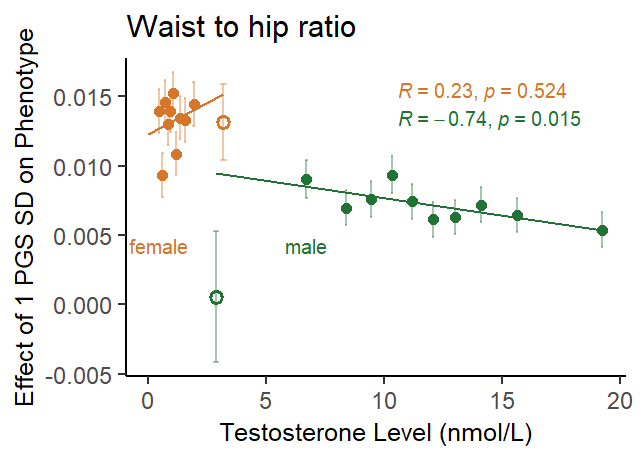 Waist to hip ratio
Effect of 1 PGS SD on Phenotype
0.015
0.010
0.005
0.000
-0.005
R = 0.23, p = 0.524
R = −0.74, p = 0.015
female
male
0 5 10 15 20
Testosterone Level (nmol/L)